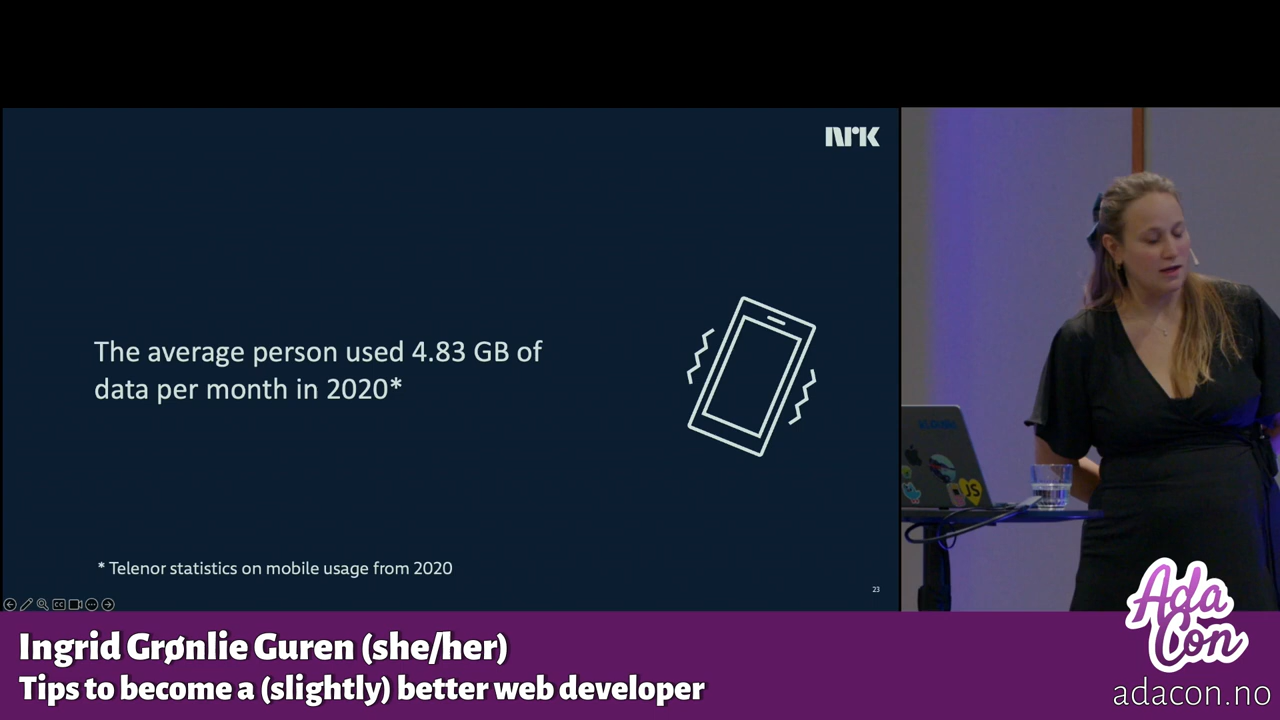 NRK
The average person used 4.83 GB of
data per month in 2020*
* Telenor statistics on mobile usage from 2020
23
CC
JS
Ingrid Grønlie Guren (she/her)
Tips to become a (slightly) better web developer
Ada
Con
adacon.no